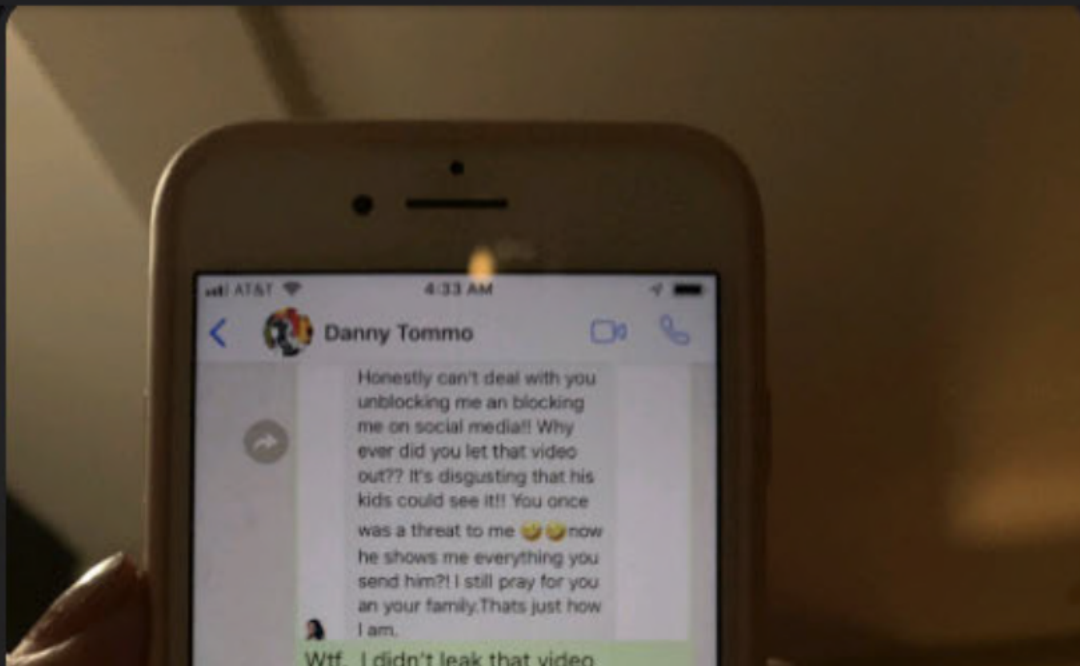 AT&T
4:33 AM
Danny Tommo
Honestly can't deal with you
unblocking me an blocking
me on social media!! Why
ever did you let that video
out?? It's disgusting that his
kids could see it!! You once
was a threat to me 🤣🤣now
he shows me everything you
send him?! I still pray for you
an your family.Thats just how
I am.
Wtf. I didn't leak that video